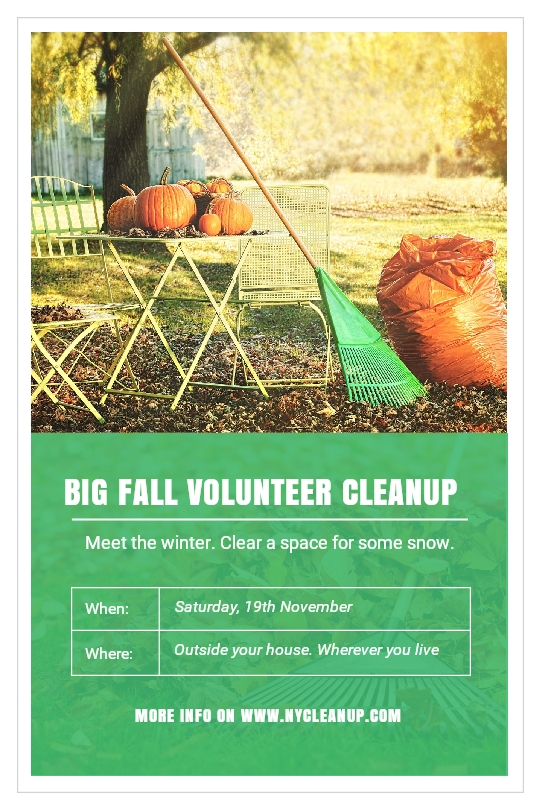 BIG FALL VOLUNTEER CLEANUP
Meet the winter. Clear a space for some snow.
When: Saturday, 19th November
Where: Outside your house. Wherever you live
MORE INFO ON WWW.NYCLEANUP.COM